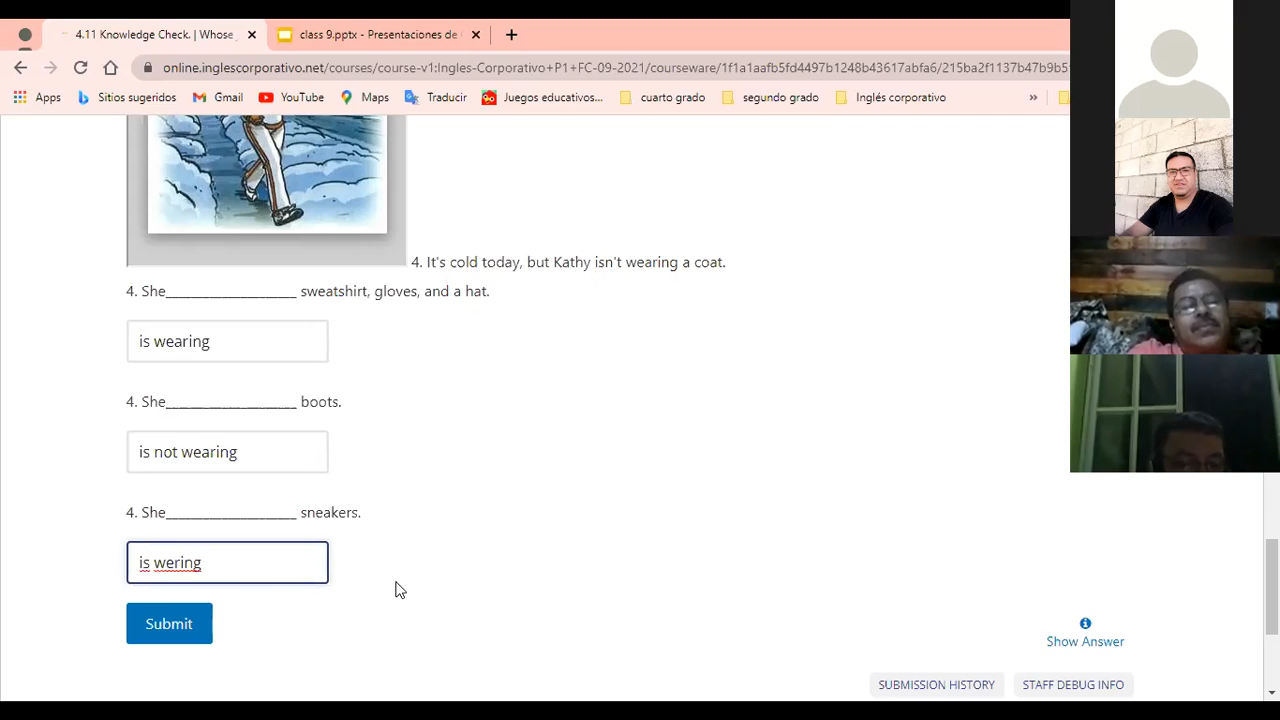 4.11 Knowledge Check. | Whose
class 9.pptx - Presentaciones de
online.inglescorporativo.net/courses/course-v1:Ingles-Corporativo+P1+FC-09-2021/courseware/1f1a1aafb5fd4497b1248b43617abfa6/215ba2f1137b47b9b5
Apps Sitios sugeridos Gmail YouTube Maps Traducir Juegos educativos... cuarto grado segundo grado Inglés corporativo »
4. It's cold today, but Kathy isn't wearing a coat.
4. She____________________ sweatshirt, gloves, and a hat.
is wearing
4. She____________________ boots.
is not wearing
4. She____________________ sneakers.
is wering
Submit
Show Answer
SUBMISSION HISTORY STAFF DEBUG INFO